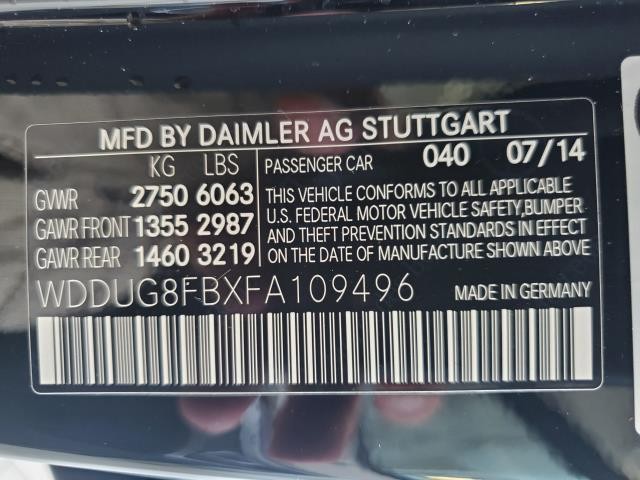 MFD BY DAIMLER AG STUTTGART
KG LBS PASSENGER CAR 040 07/14
GVWR 2750 6063
GAWR FRONT 1355 2987
GAWR REAR 1460 3219
THIS VEHICLE CONFORMS TO ALL APPLICABLE
U.S. FEDERAL MOTOR VEHICLE SAFETY,BUMPER
AND THEFT PREVENTION STANDARDS IN EFFECT
ON THE DATE OF MANUFACTURE SHOWN ABOVE.
WDDUG8FBXFA109496 MADE IN GERMANY